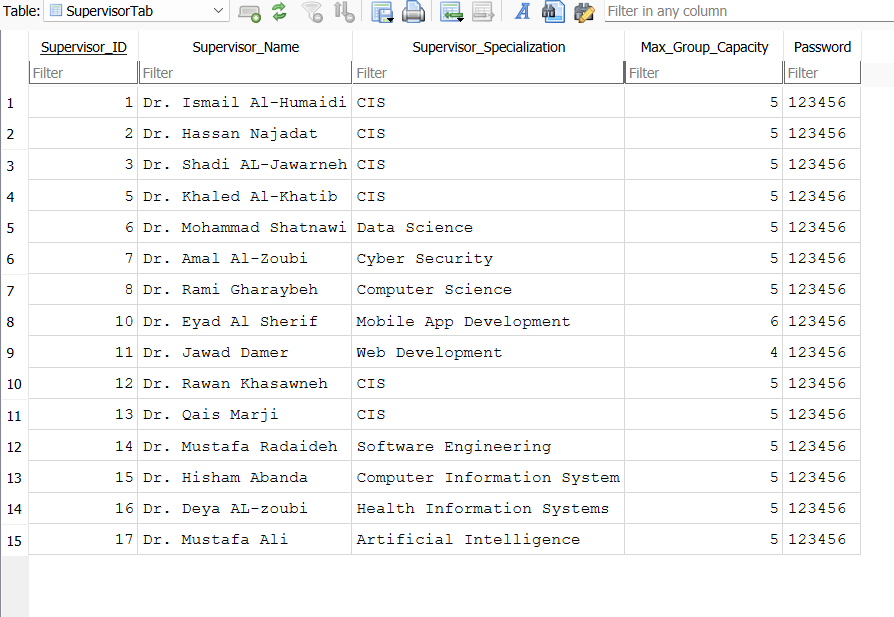 Table: SupervisorTab Filter in any column
Supervisor_ID Supervisor_Name Supervisor_Specialization Max_Group_Capacity Password
Filter Filter Filter Filter Filter
1 1 Dr. Ismail Al-Humaidi CIS 5 123456
2 2 Dr. Hassan Najadat CIS 5 123456
3 3 Dr. Shadi AL-Jawarneh CIS 5 123456
4 5 Dr. Khaled Al-Khatib CIS 5 123456
5 6 Dr. Mohammad Shatnawi Data Science 5 123456
6 7 Dr. Amal Al-Zoubi Cyber Security 5 123456
7 8 Dr. Rami Gharaybeh Computer Science 5 123456
8 10 Dr. Eyad Al Sherif Mobile App Development 6 123456
9 11 Dr. Jawad Damer Web Development 4 123456
10 12 Dr. Rawan Khasawneh CIS 5 123456
11 13 Dr. Qais Marji CIS 5 123456
12 14 Dr. Mustafa Radaideh Software Engineering 5 123456
13 15 Dr. Hisham Abanda Computer Information System 5 123456
14 16 Dr. Deya AL-zoubi Health Information Systems 5 123456
15 17 Dr. Mustafa Ali Artificial Intelligence 5 123456